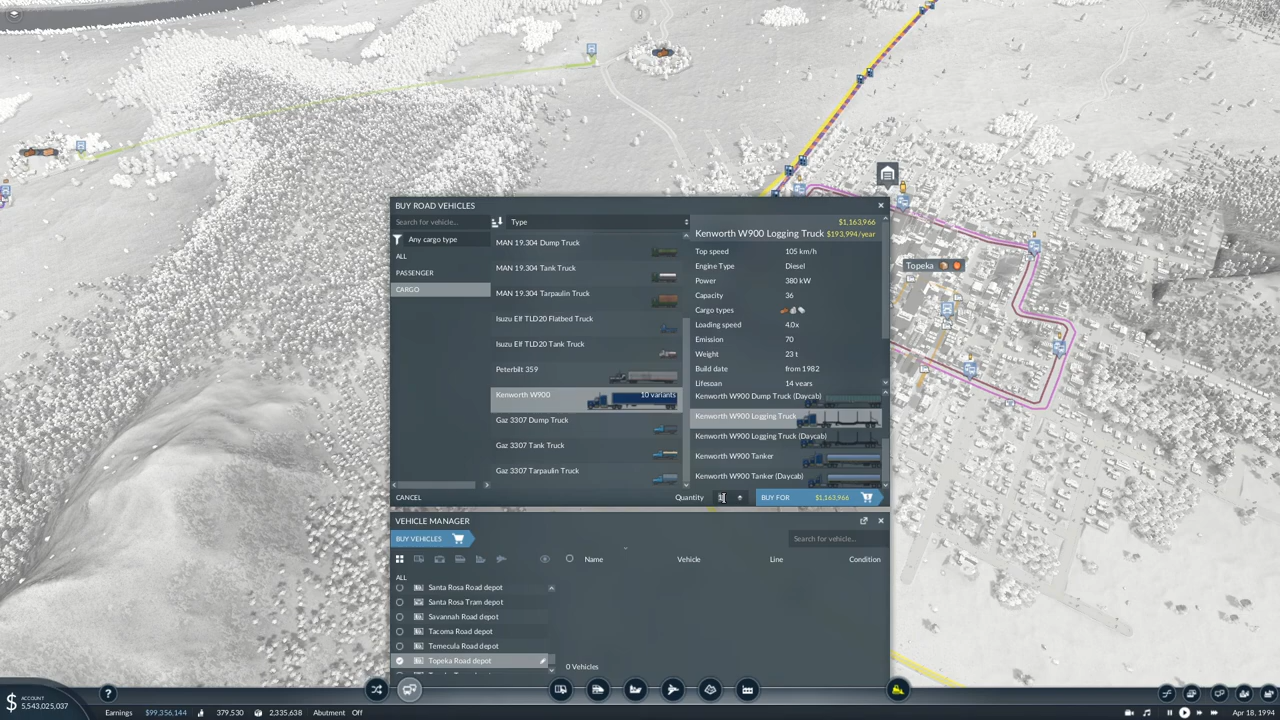 BUY ROAD VEHICLES
Search for vehicle...
Type
Any cargo type
ALL
PASSENGER
CARGO
MAN 19.304 Dump Truck
MAN 19.304 Tank Truck
MAN 19.304 Tarpaulin Truck
Isuzu Elf TLD20 Flatbed Truck
Isuzu Elf TLD20 Tank Truck
Peterbilt 359
Kenworth W900 10 variants
Gaz 3307 Dump Truck
Gaz 3307 Tank Truck
Gaz 3307 Tarpaulin Truck
$1,163,966
Kenworth W900 Logging Truck $193,994/year
Top speed 105 km/h
Engine Type Diesel
Power 380 kW
Capacity 36
Cargo types
Loading speed 4.0x
Emission 70
Weight 23 t
Build date from 1982
Lifespan 14 years
Kenworth W900 Dump Truck (Daycab)
Kenworth W900 Logging Truck
Kenworth W900 Logging Truck (Daycab)
Kenworth W900 Tanker
Kenworth W900 Tanker (Daycab)
CANCEL
Quantity 1
BUY FOR $1,163,966
Topeka
VEHICLE MANAGER
BUY VEHICLES
Search for vehicle...
Name Vehicle Line Condition
ALL
Santa Rosa Road depot
Santa Rosa Tram depot
Savannah Road depot
Tacoma Road depot
Temecula Road depot
Topeka Road depot
0 Vehicles
$ ACCOUNT
5,543,025,037
?
Earnings $99,356,144 379,530 2,335,638 Abutment Off
Apr 18, 1994